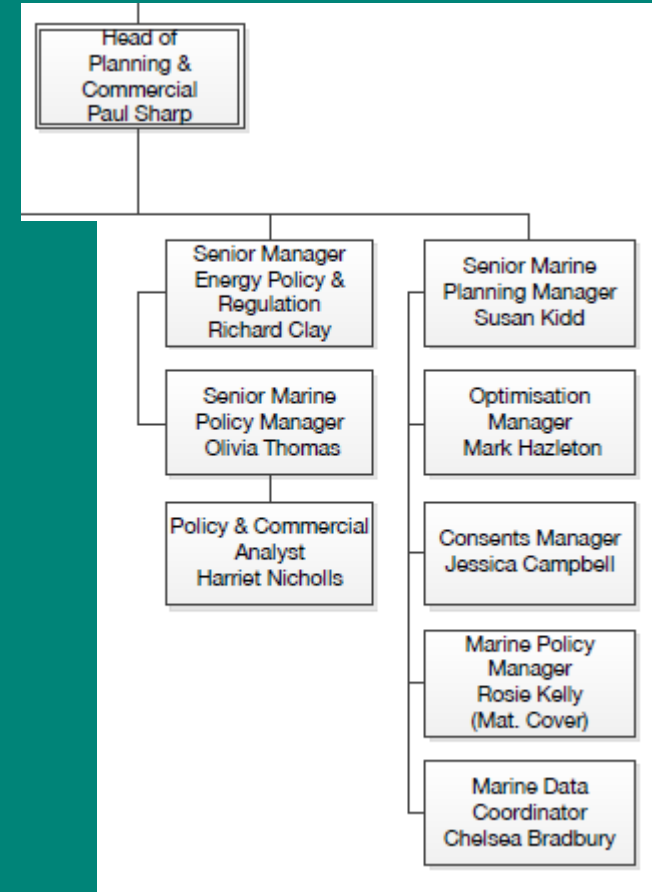 Head of
Planning &
Commercial
Paul Sharp
Senior Manager
Energy Policy &
Regulation
Richard Clay
Senior Marine
Policy Manager
Olivia Thomas
Policy & Commercial
Analyst
Harriet Nicholls
Senior Marine
Planning Manager
Susan Kidd
Optimisation
Manager
Mark Hazleton
Consents Manager
Jessica Campbell
Marine Policy
Manager
Rosie Kelly
(Mat. Cover)
Marine Data
Coordinator
Chelsea Bradbury